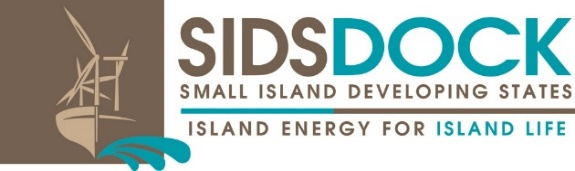 SIDSDOCK
SMALL ISLAND DEVELOPING STATES
ISLAND ENERGY FOR ISLAND LIFE